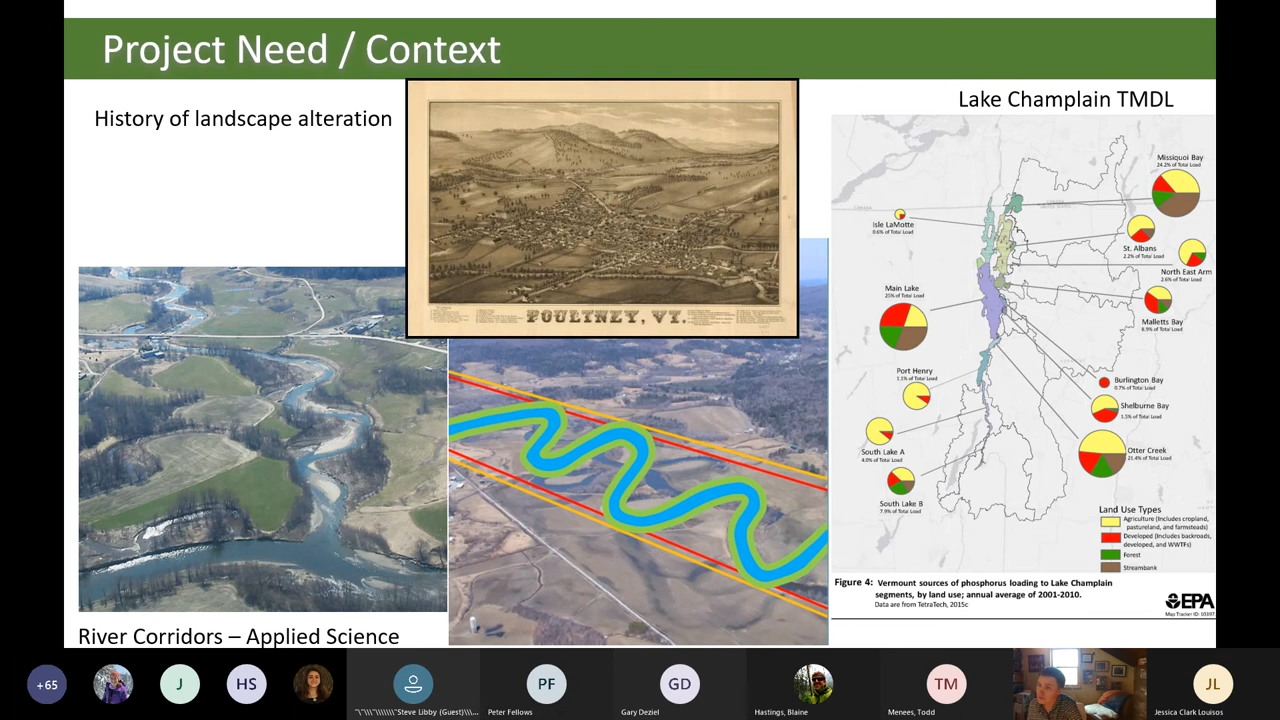 Project Need / Context
History of landscape alteration
POULTNEY, VT.
River Corridors – Applied Science
Lake Champlain TMDL
Missiquoi Bay
24.2% of Total Load
Isle LaMotte
0.6% of Total Load
St. Albans
2.2% of Total Load
North East Arm
2.6% of Total Load
Main Lake
25% of Total Load
Malletts Bay
6.9% of Total Load
Port Henry
1.1% of Total Load
Burlington Bay
0.7% of Total Load
Shelburne Bay
1.5% of Total Load
South Lake A
4.0% of Total Load
Otter Creek
21.4% of Total Load
South Lake B
7.9% of Total Load
Land Use Types
Agriculture (Includes cropland,
pastureland, and farmsteads)
Developed (Includes backroads,
developed, and WWTFs)
Forest
Streambank
Figure 4: Vermount sources of phosphorus loading to Lake Champlain
segments, by land use; annual average of 2001-2010.
Data are from TetraTech, 2015c
EPA
+65
J
HS
Steve Libby (Guest)
PF
Peter Fellows
GD
Gary Deziel
Hastings, Blaine
TM
Menees, Todd
JL
Jessica Clark Louisos